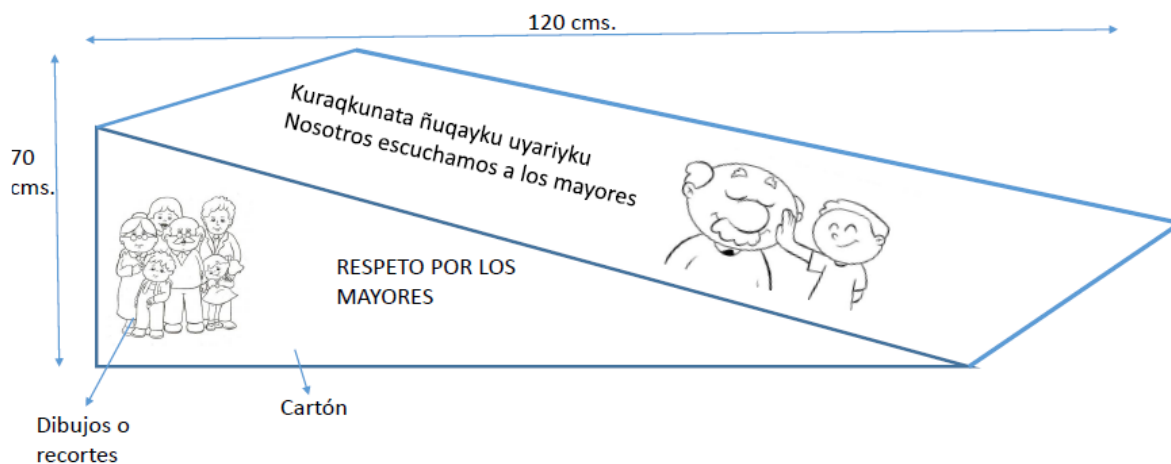 120 cms.
70
cms.
Kuraqkunata ñuqayku uyariyku
Nosotros escuchamos a los mayores
RESPETO POR LOS
MAYORES
Cartón
Dibujos o
recortes